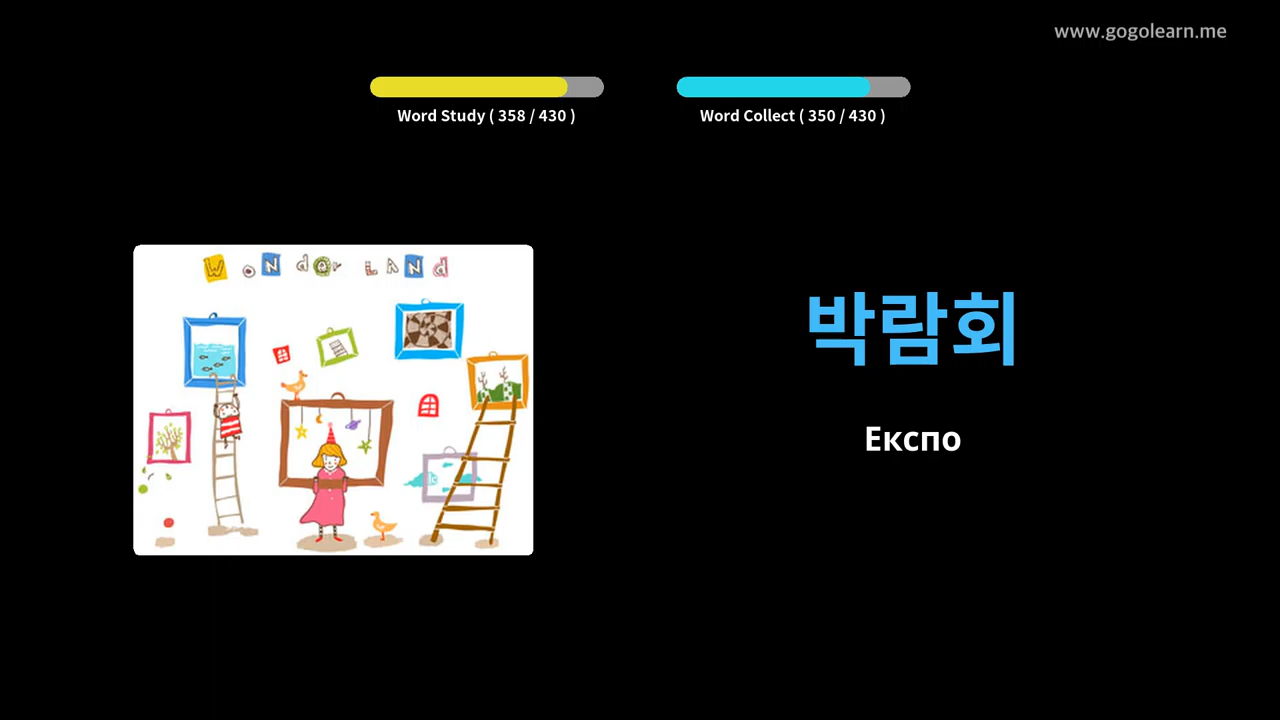 www.gogolearn.me
Word Study ( 358 / 430 )
Word Collect ( 350 / 430 )
WoNder LANd
박람회
Експо